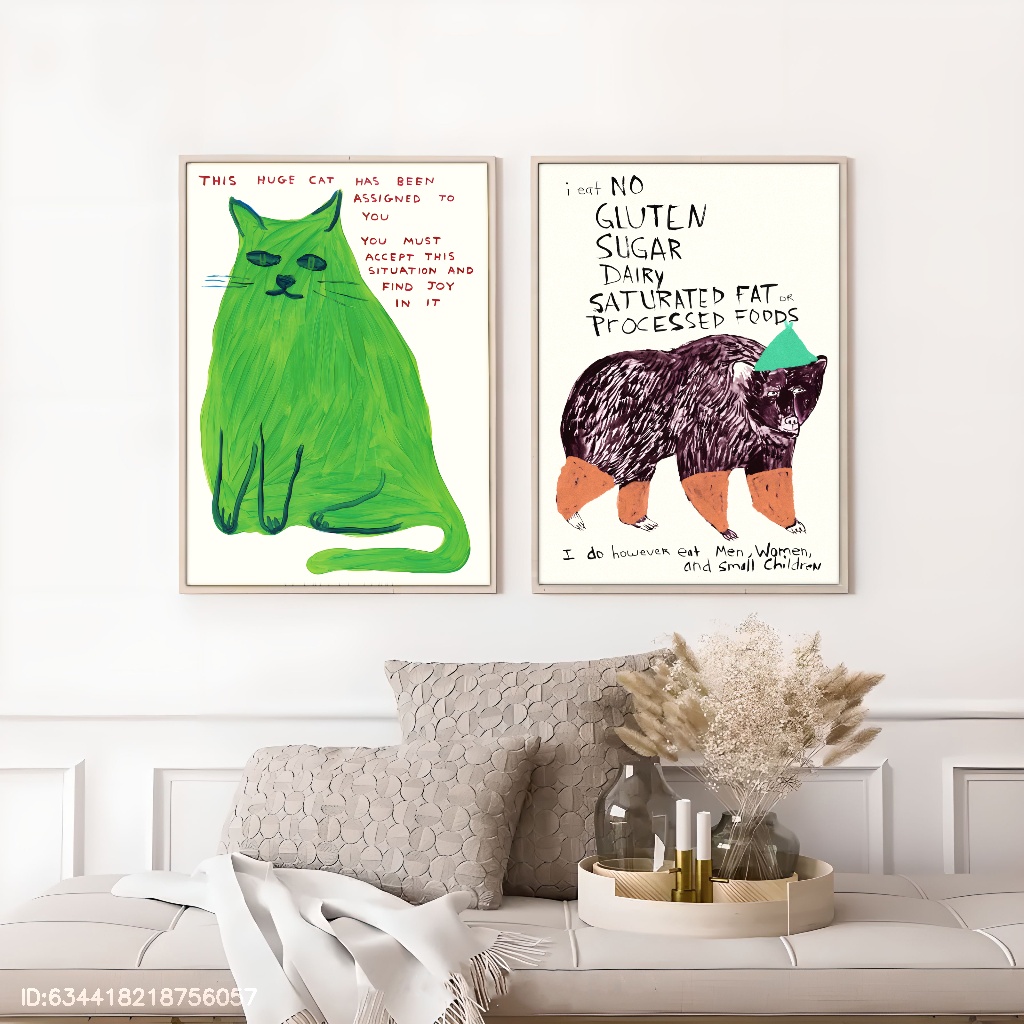 THIS HUGE CAT HAS BEEN
ASSIGNED TO
YOU
YOU MUST
ACCEPT THIS
SITUATION AND
FIND JOY
IN IT
i eat NO
GLUTEN
SUGAR
DAIRY
SATURATED FAT OR
PROCESSED FOODS
I do however eat Men, Women,
and Small Children
ID:634418218756057